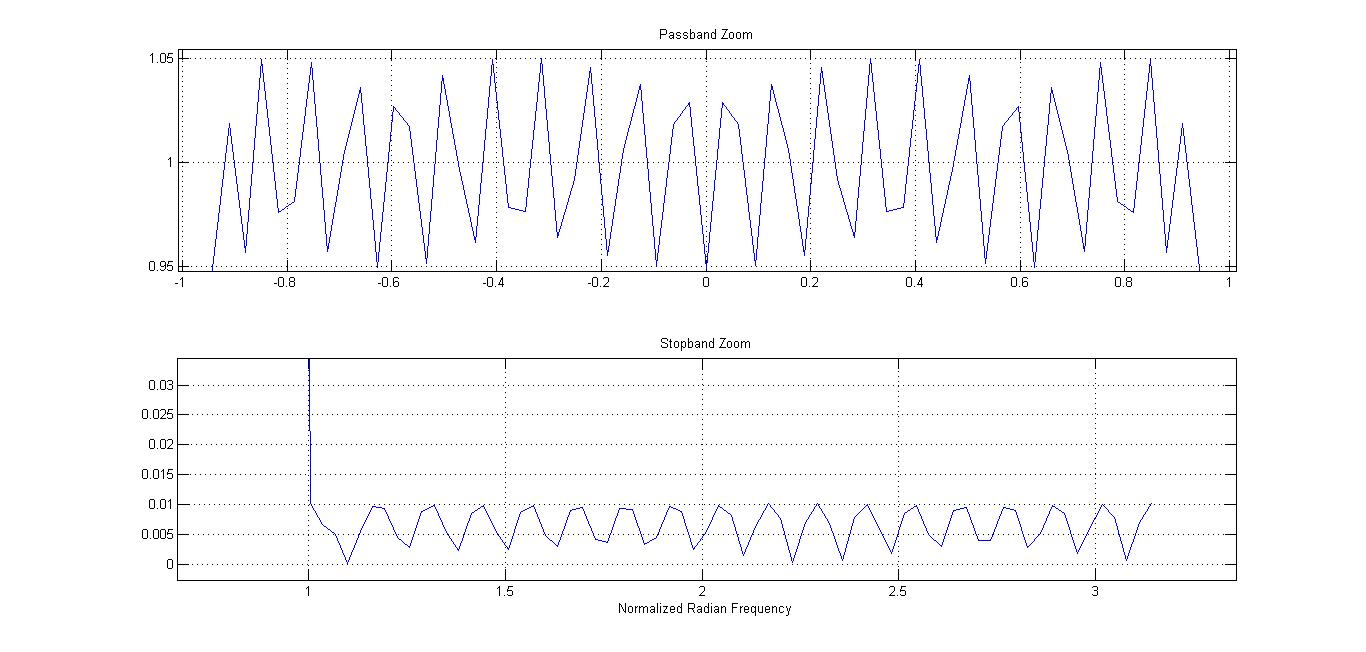 Passband Zoom
1.05
1
0.95
-1 -0.8 -0.6 -0.4 -0.2 0 0.2 0.4 0.6 0.8 1
Stopband Zoom
0.03
0.025
0.02
0.015
0.01
0.005
0
1 1.5 2 2.5 3
Normalized Radian Frequency